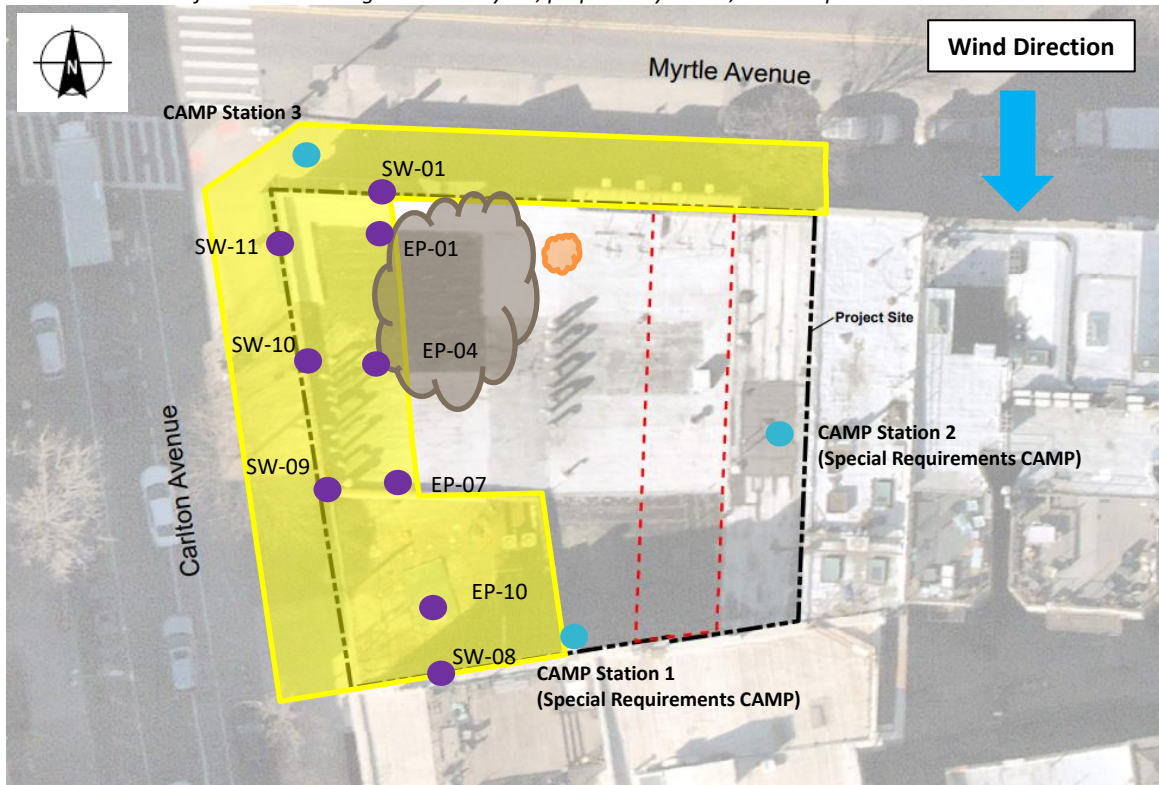 N
Wind Direction
Myrtle Avenue
CAMP Station 3
SW-01
SW-11
EP-01
Project Site
SW-10
EP-04
Carlton Avenue
CAMP Station 2
(Special Requirements CAMP)
SW-09
EP-07
EP-10
SW-08
CAMP Station 1
(Special Requirements CAMP)